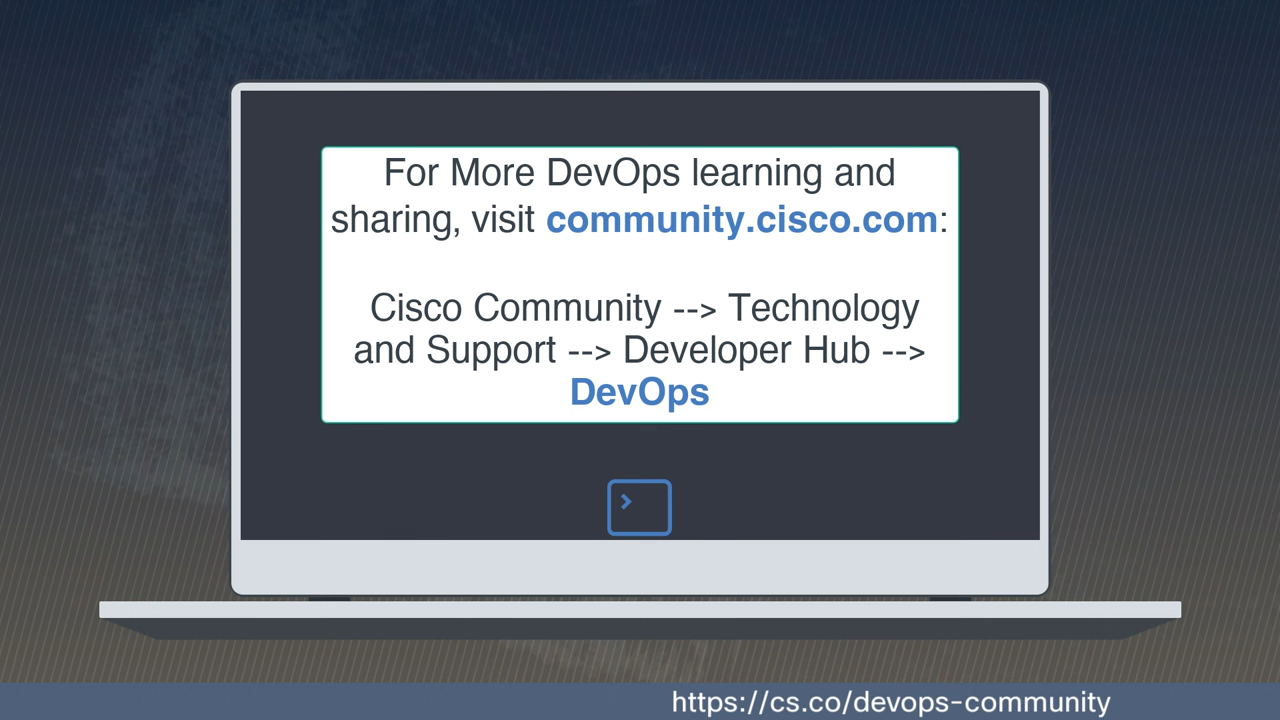 For More DevOps learning and
sharing, visit community.cisco.com:
Cisco Community --> Technology
and Support --> Developer Hub -->
DevOps
https://cs.co/devops-community